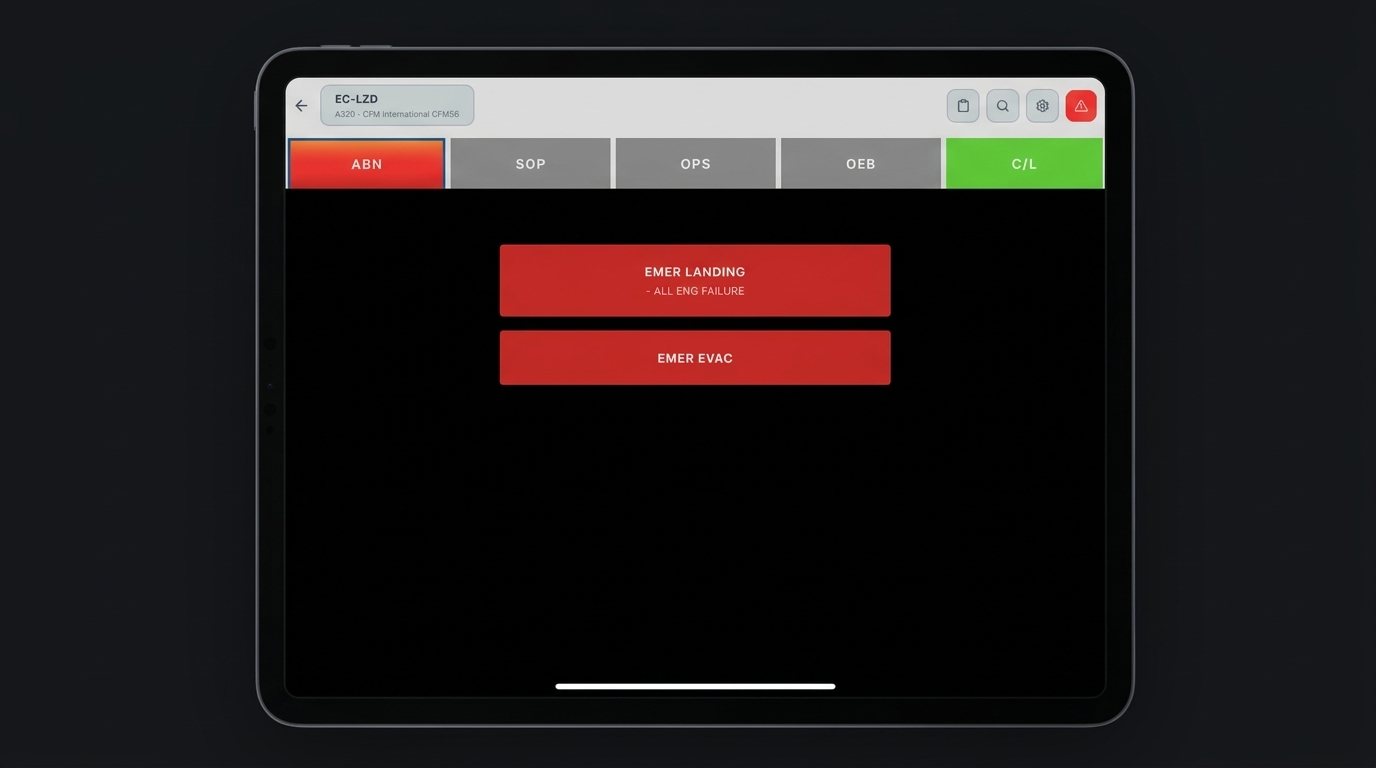 EC-LZD
A320 - CFM International CFM56
ABN
SOP
OPS
OEB
C/L
EMER LANDING
- ALL ENG FAILURE
EMER EVAC